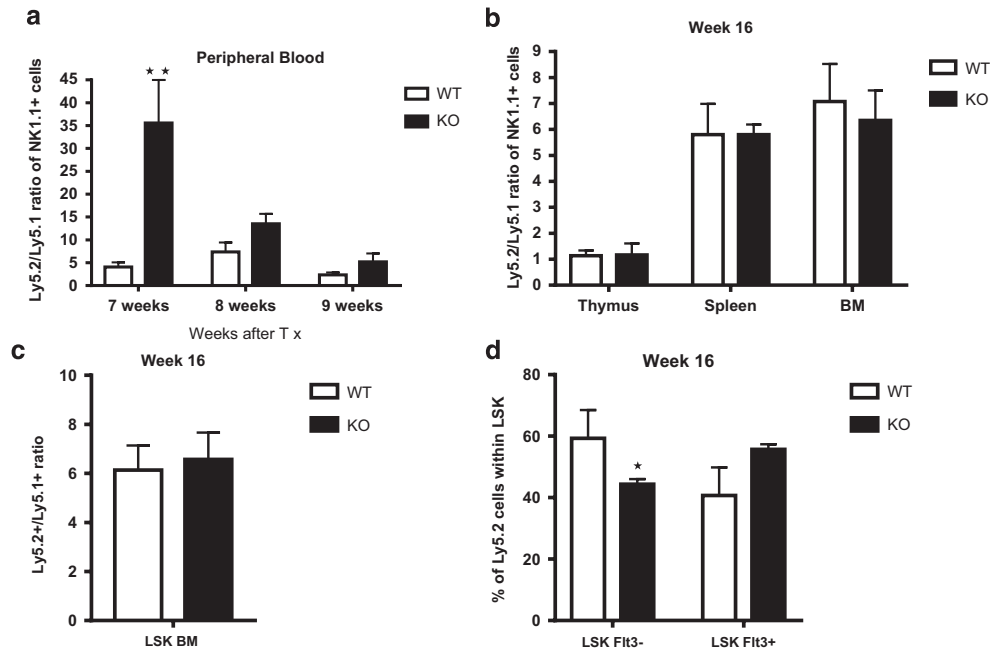 a
Peripheral Blood
Ly5.2/Ly5.1 ratio of NK1.1+ cells
45
40
35
30
25
20
15
10
5
0
★ ★
WT
KO
7 weeks 8 weeks 9 weeks
Weeks after T x
b
Week 16
Ly5.2/Ly5.1 ratio of NK1.1+ cells
9
8
7
6
5
4
3
2
1
0
WT
KO
Thymus Spleen BM
c
Week 16
Ly5.2+/Ly5.1+ ratio
10
8
6
4
2
0
WT
KO
LSK BM
d
Week 16
% of Ly5.2 cells within LSK
80
60
40
20
0
★
WT
KO
LSK Flt3- LSK Flt3+